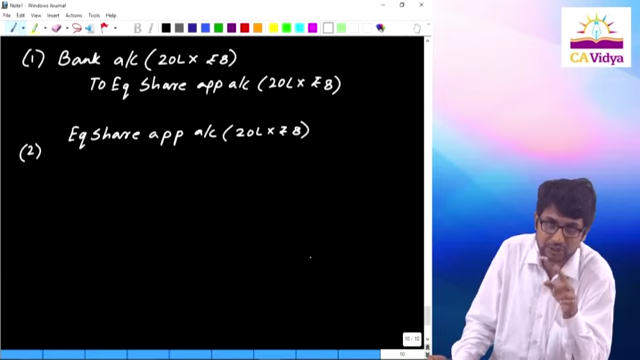 Note1 - Windows Journal
File Edit View Insert Actions Tools Help
(1) Bank a/c (20L × ₹8)
To Eq Share app a/c (20L × ₹8)
Eq Share app a/c (20L × ₹8)
(2)
10 / 10
10
CA Vidya